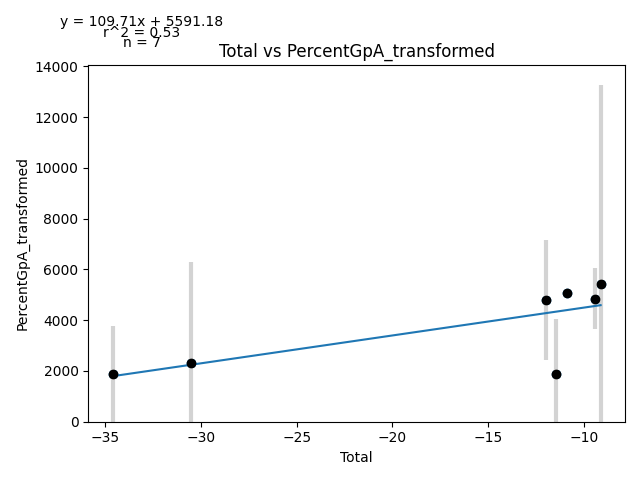 y = 109.71x + 5591.18
r^2 = 0.53
n = 7
Total vs PercentGpA_transformed
14000
12000
10000
8000
6000
4000
2000
0
PercentGpA_transformed
−35
−30
−25
−20
−15
−10
Total